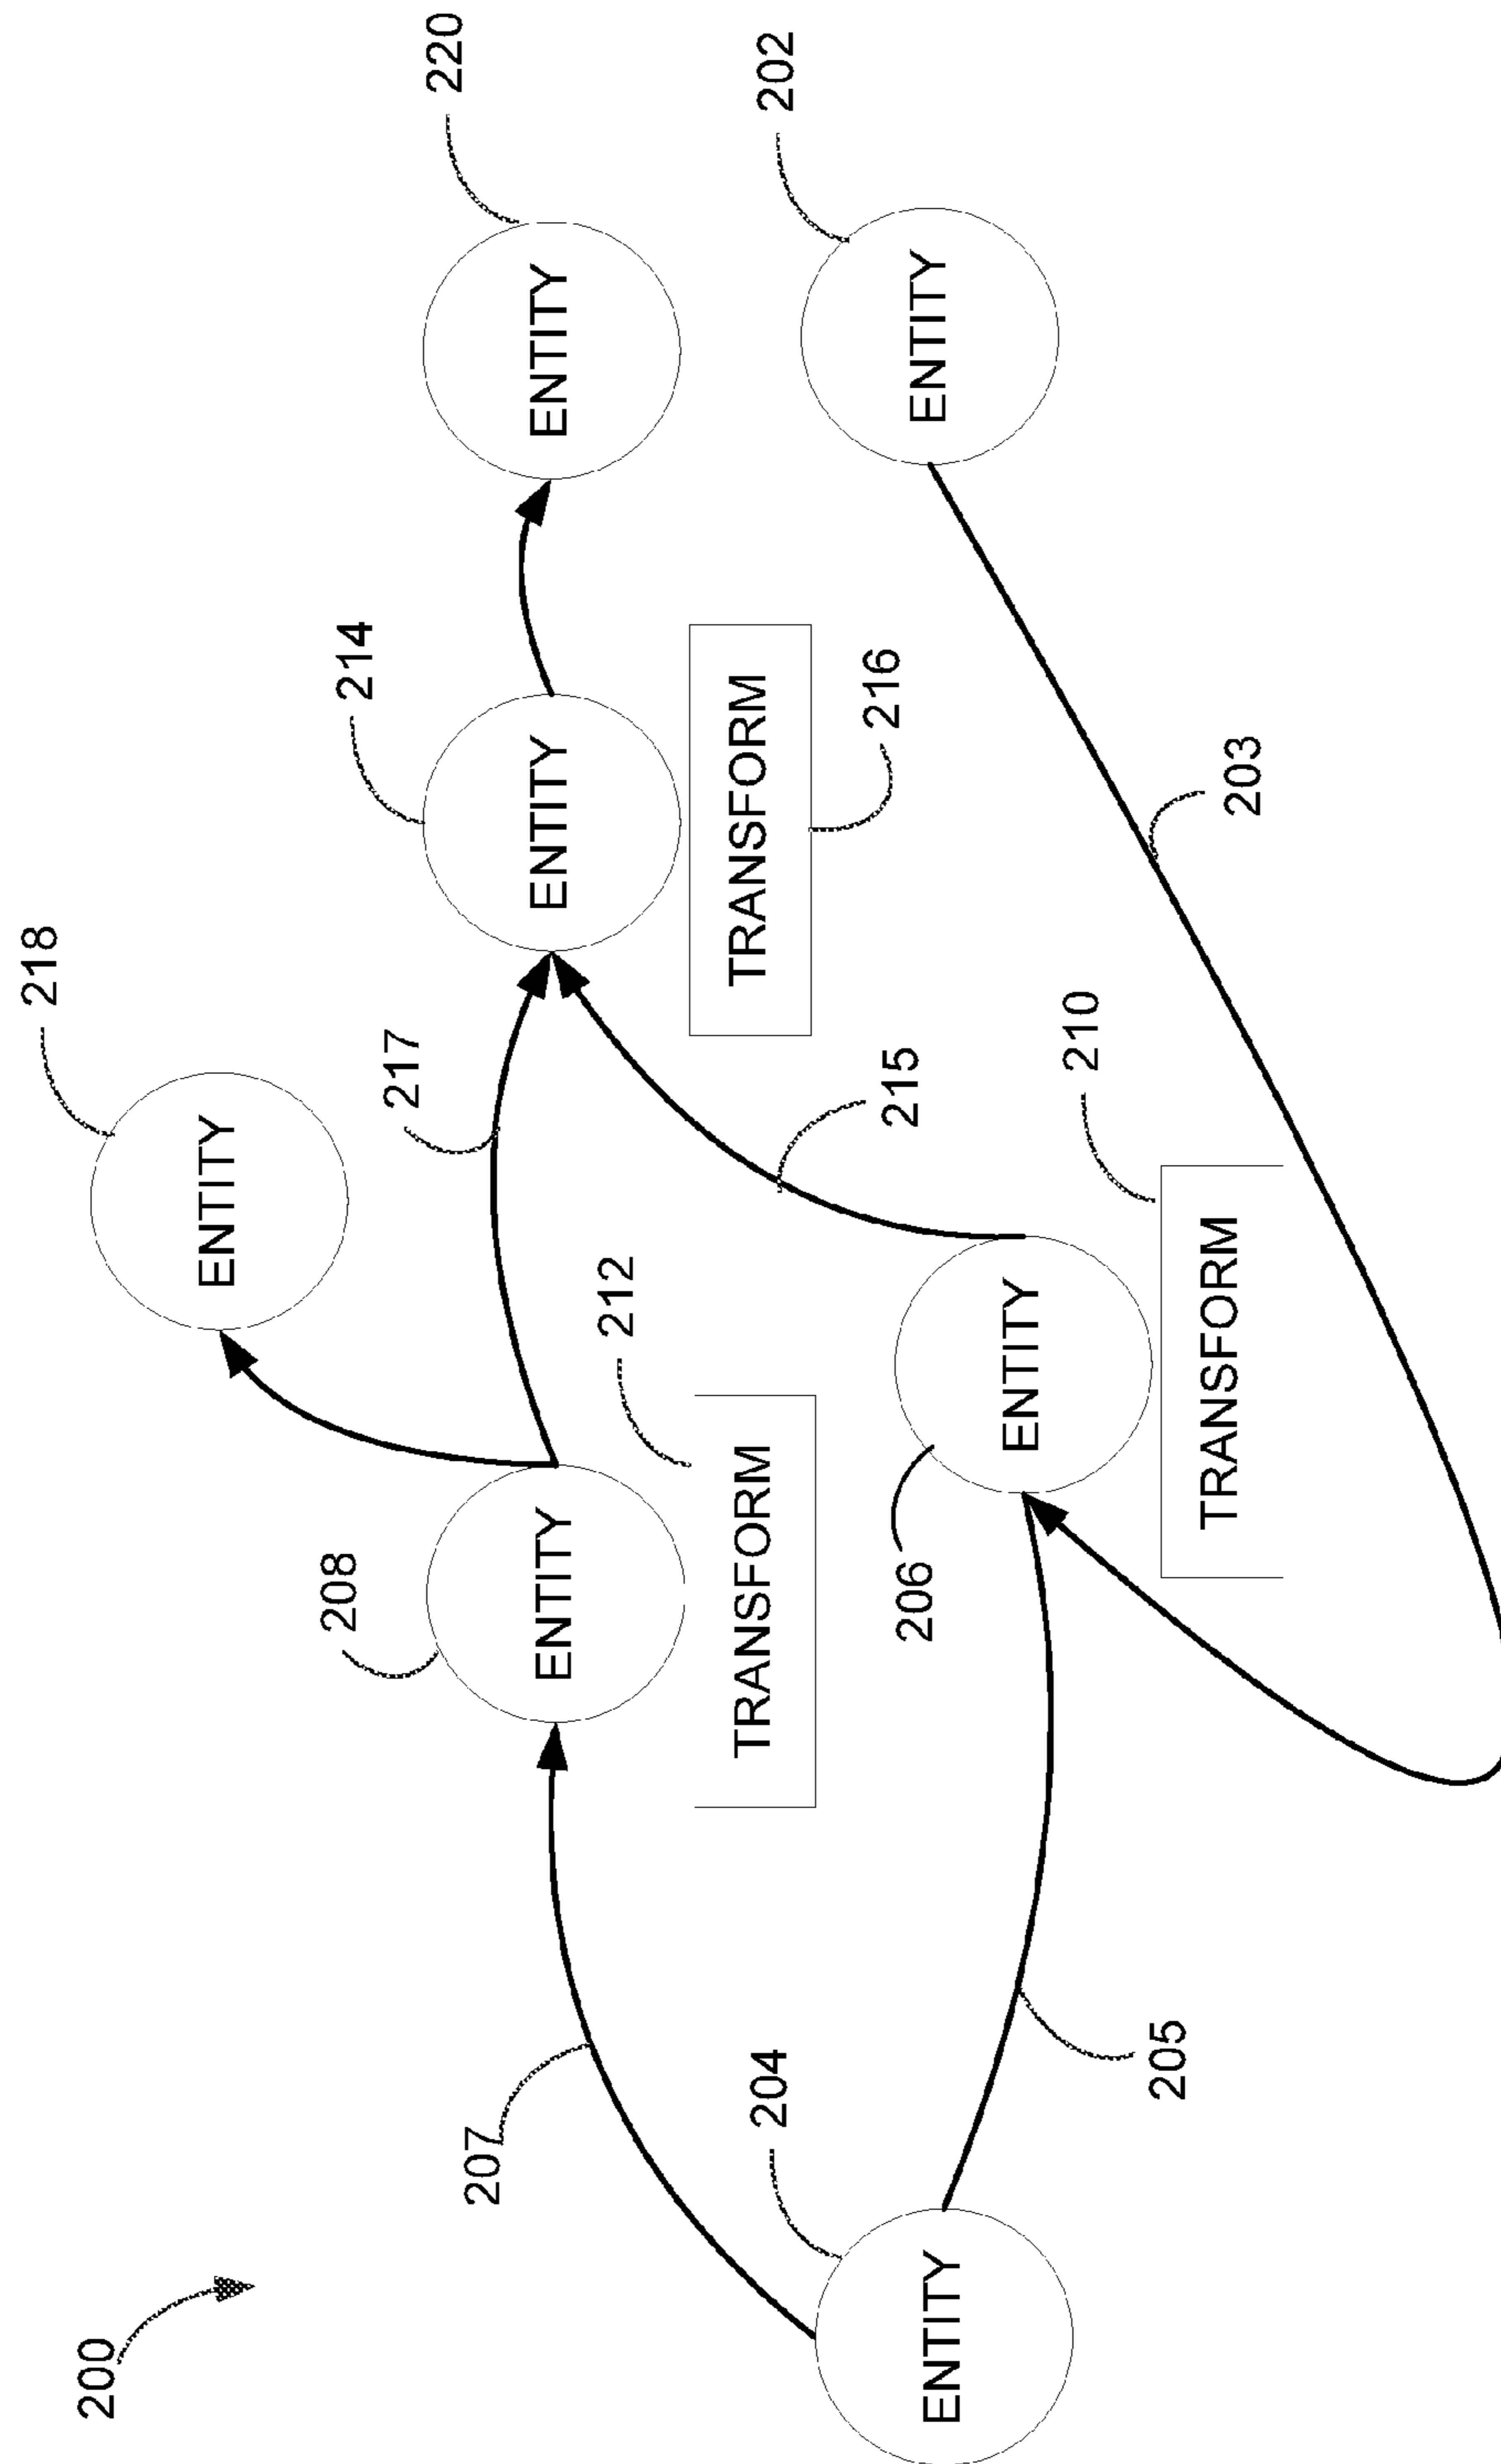 218
200
ENTITY
208
214
217
220
207
ENTITY
ENTITY
ENTITY
212
TRANSFORM
TRANSFORM
204
202
216
215
206
ENTITY
ENTITY
ENTITY
210
205
TRANSFORM
203